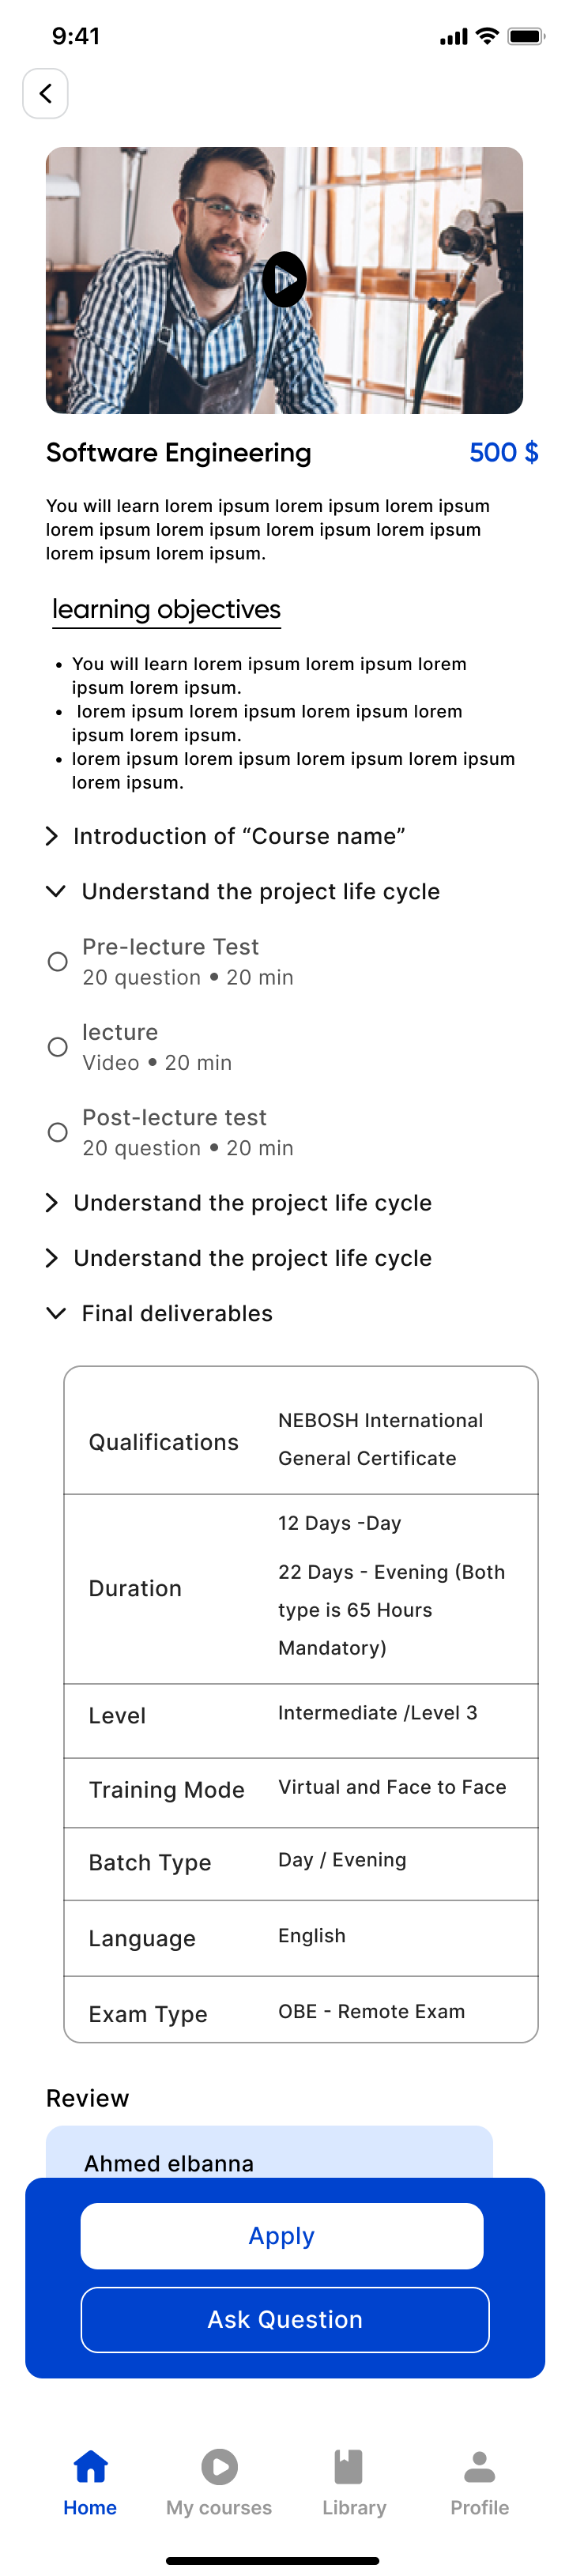 9:41
Software Engineering 500 $
You will learn lorem ipsum lorem ipsum lorem ipsum
lorem ipsum lorem ipsum lorem ipsum lorem ipsum
lorem ipsum lorem ipsum.
learning objectives
• You will learn lorem ipsum lorem ipsum lorem
ipsum lorem ipsum.
• lorem ipsum lorem ipsum lorem ipsum lorem
ipsum lorem ipsum.
• lorem ipsum lorem ipsum lorem ipsum lorem ipsum
lorem ipsum.
Introduction of “Course name”
Understand the project life cycle
Pre-lecture Test
20 question • 20 min
lecture
Video • 20 min
Post-lecture test
20 question • 20 min
Understand the project life cycle
Understand the project life cycle
Final deliverables
Qualifications
NEBOSH International
General Certificate
Duration
12 Days -Day
22 Days - Evening (Both
type is 65 Hours
Mandatory)
Level
Intermediate /Level 3
Training Mode
Virtual and Face to Face
Batch Type
Day / Evening
Language
English
Exam Type
OBE - Remote Exam
Review
Ahmed elbanna
Apply
Ask Question
Home My courses Library Profile